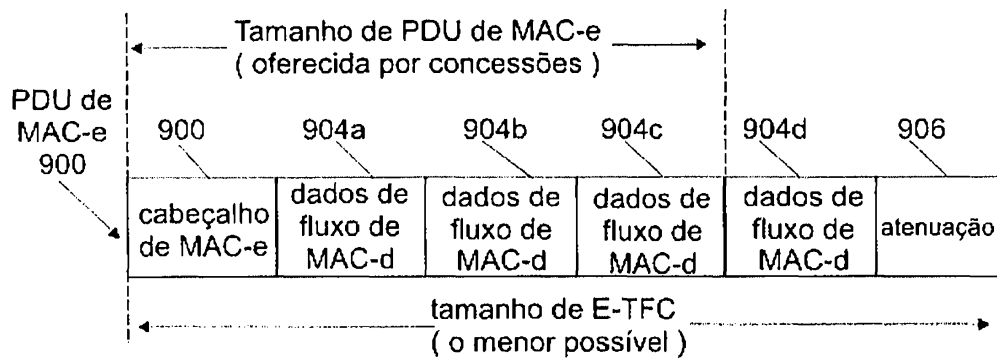 Tamanho de PDU de MAC-e
( oferecida por concessões )
PDU de
MAC-e
900
900
904a
904b
904c
904d
906
cabeçalho
de MAC-e
dados de
fluxo de
MAC-d
dados de
fluxo de
MAC-d
dados de
fluxo de
MAC-d
dados de
fluxo de
MAC-d
atenuação
tamanho de E-TFC
( o menor possível )